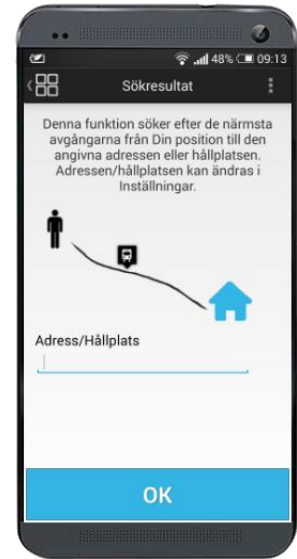 48% 09:13
Sökresultat
Denna funktion söker efter de närmsta
avgångarna från Din position till den
angivna adressen eller hållplatsen.
Adressen/hållplatsen kan ändras i
Inställningar.
Adress/Hållplats
OK